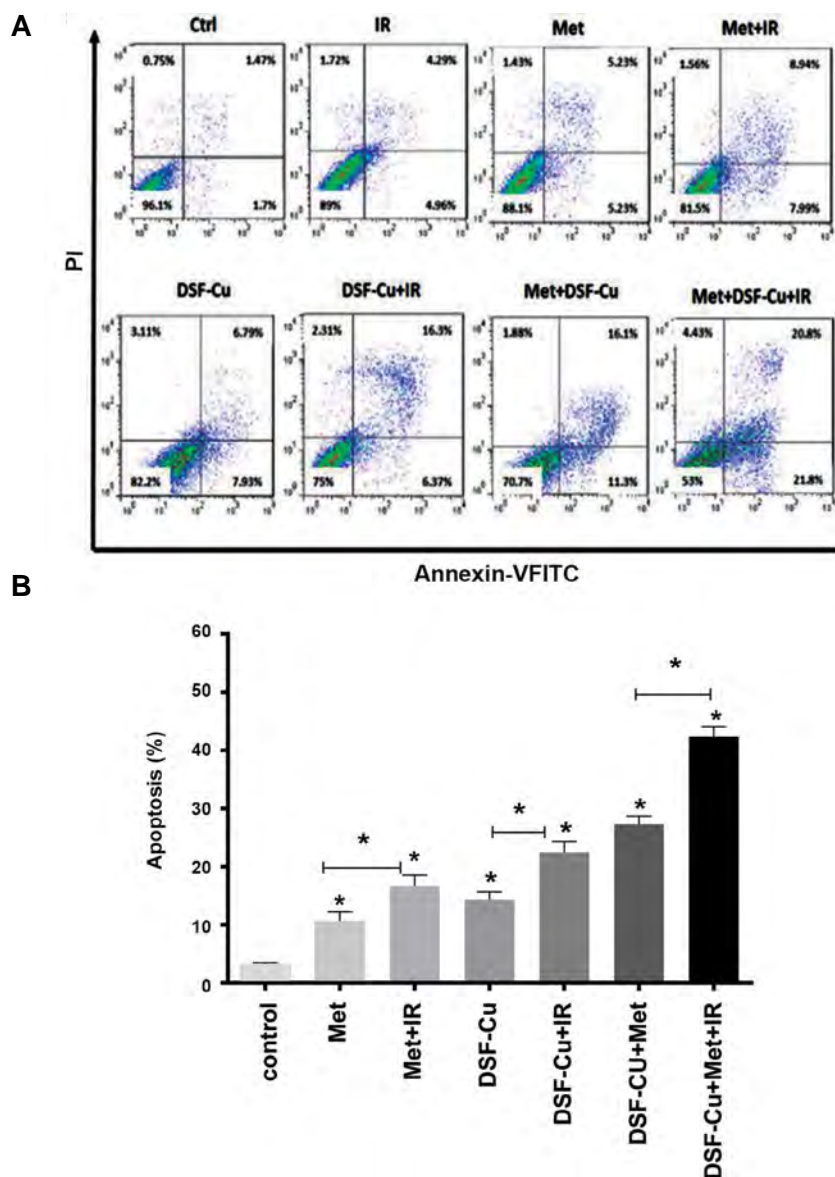 A
Ctrl
IR
Met
Met+IR
0.75% 1.47%
96.1% 1.7%
1.72% 4.29%
89% 4.96%
1.43% 5.23%
88.1% 5.23%
1.56% 8.94%
81.5% 7.99%
PI
DSF-Cu
DSF-Cu+IR
Met+DSF-Cu
Met+DSF-Cu+IR
3.11% 6.79%
82.2% 7.93%
2.31% 16.3%
75% 6.37%
1.88% 16.1%
70.7% 11.3%
4.43% 20.8%
53% 21.8%
Annexin-VFITC
B
Apoptosis (%)
60
50
40
30
20
10
0
* * * * * * * * *
control
Met
Met+IR
DSF-Cu
DSF-Cu+IR
DSF-CU+Met
DSF-Cu+Met+IR